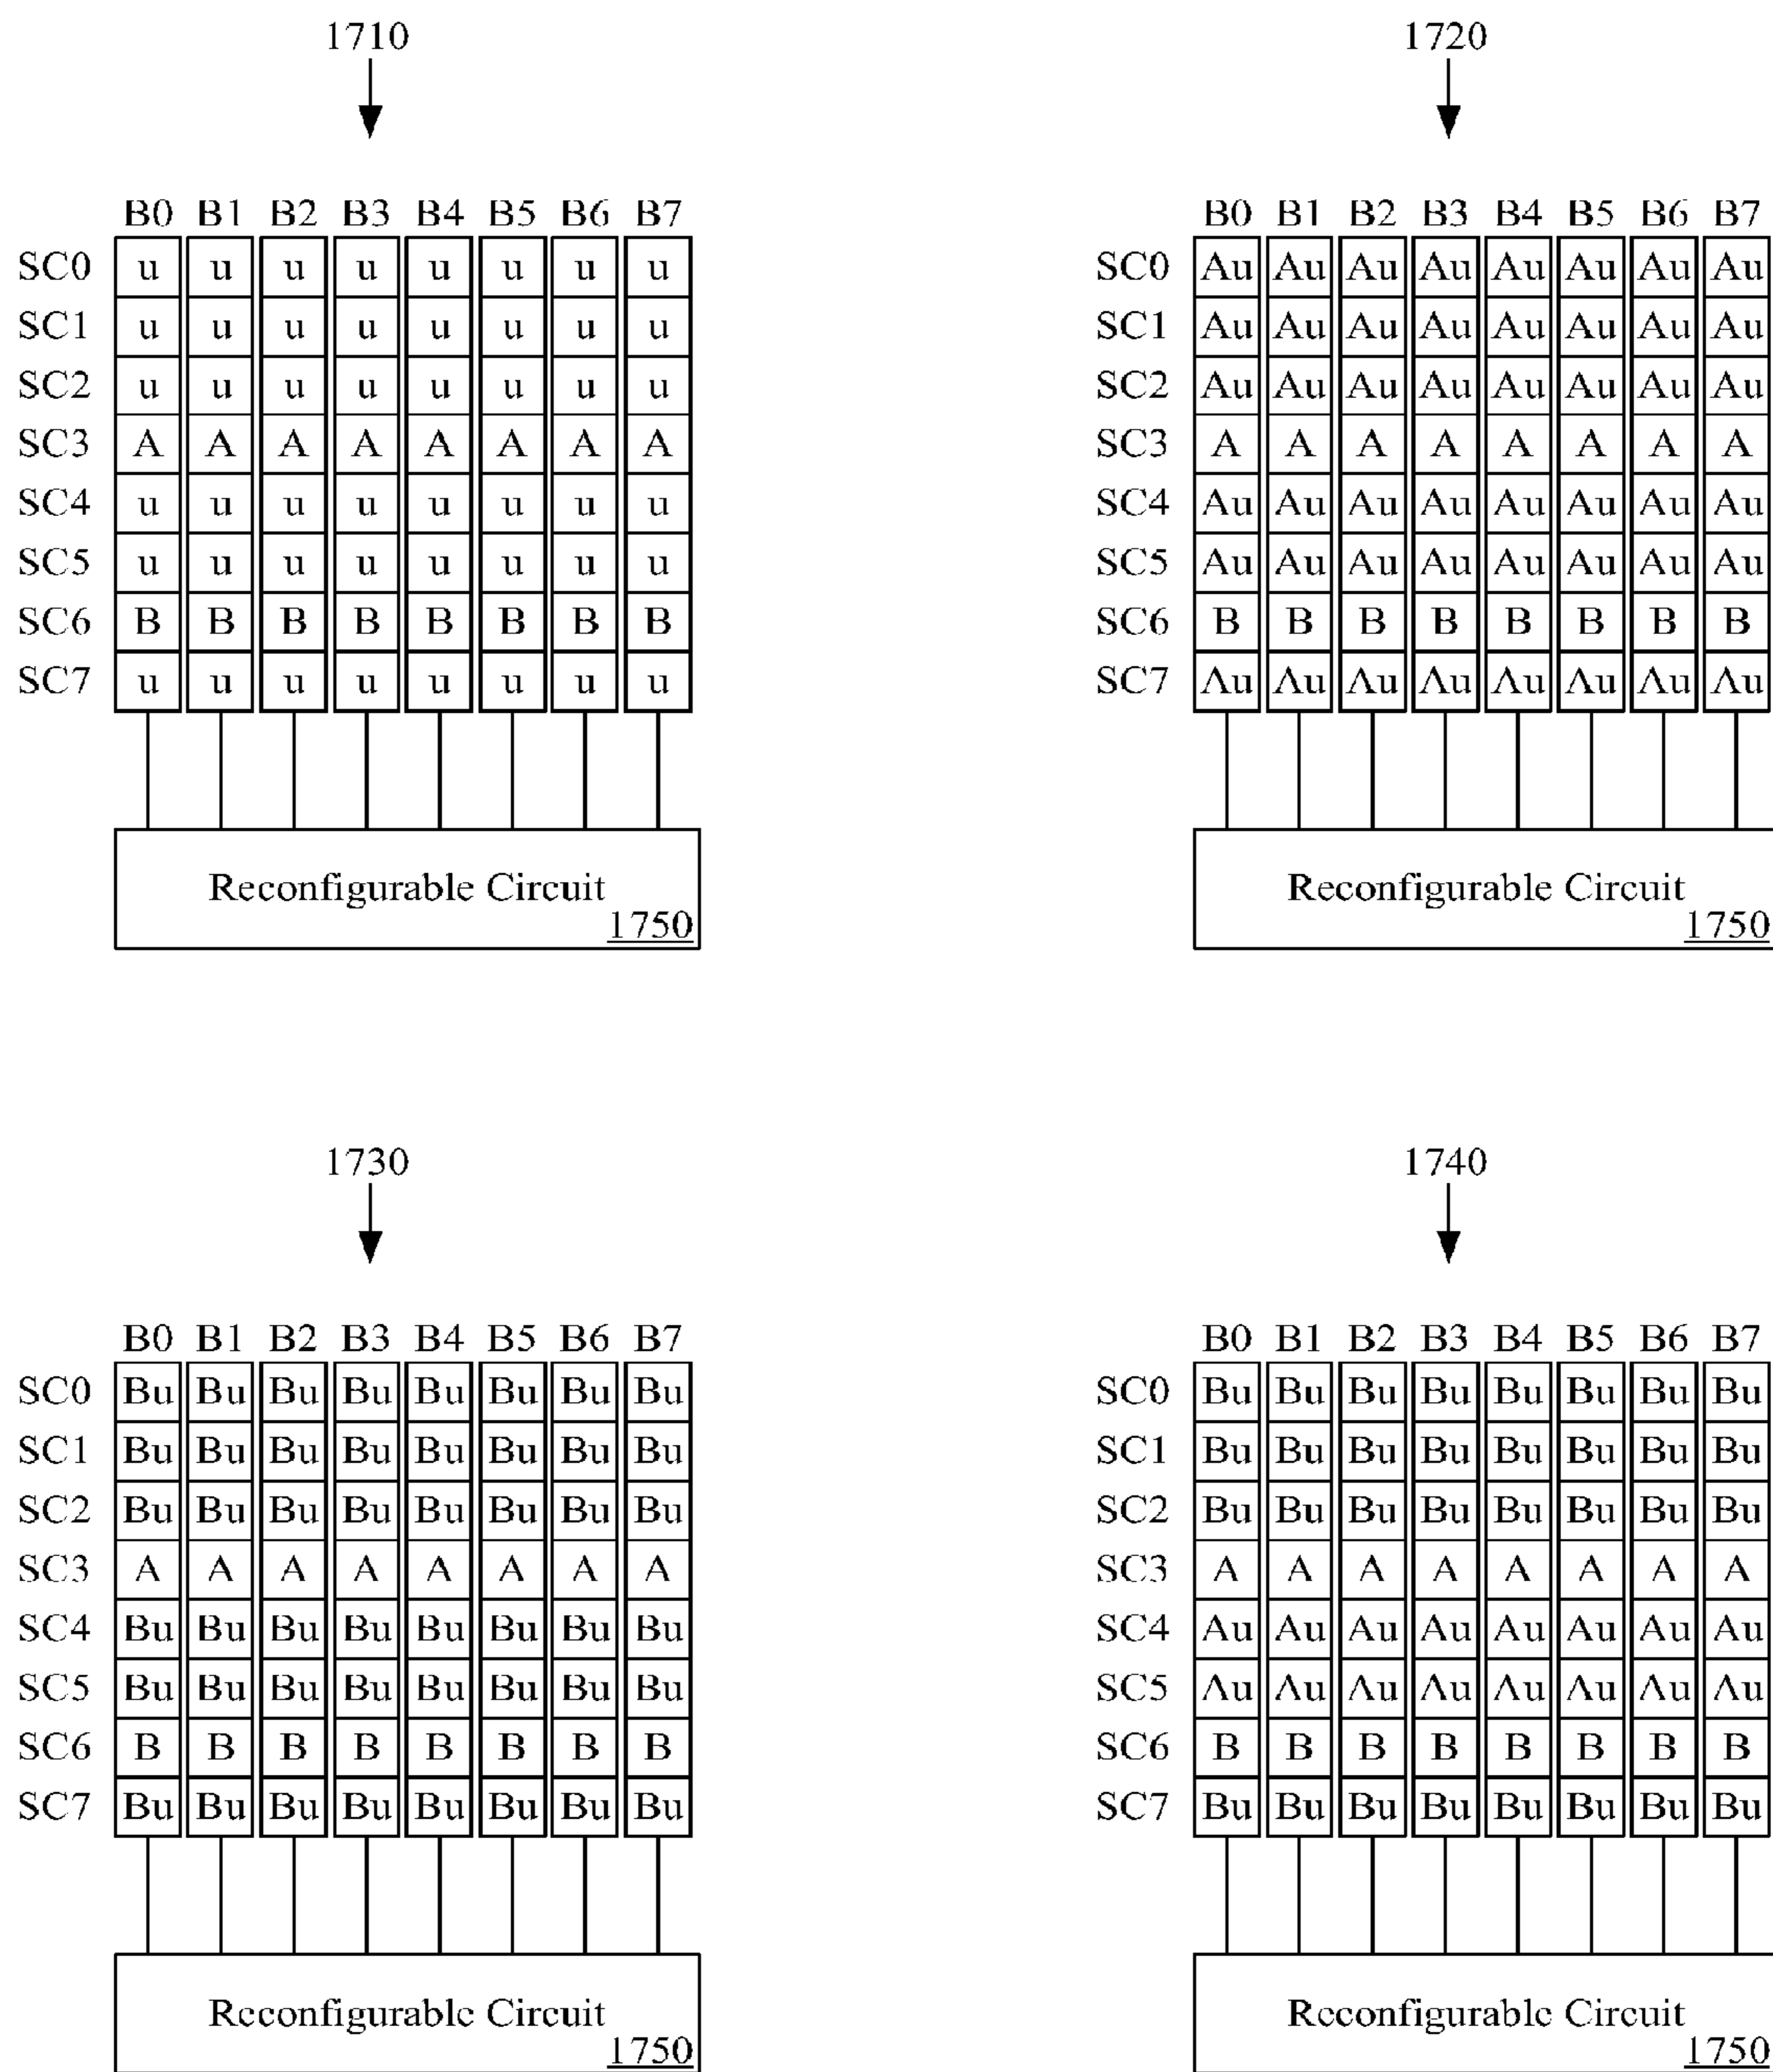 1710
B0 B1 B2 B3 B4 B5 B6 B7
SC0 u u u u u u u u
SC1 u u u u u u u u
SC2 u u u u u u u u
SC3 A A A A A A A A
SC4 u u u u u u u u
SC5 u u u u u u u u
SC6 B B B B B B B B
SC7 u u u u u u u u
Reconfigurable Circuit
1750
1720
B0 B1 B2 B3 B4 B5 B6 B7
SC0 Au Au Au Au Au Au Au Au
SC1 Au Au Au Au Au Au Au Au
SC2 Au Au Au Au Au Au Au Au
SC3 A A A A A A A A
SC4 Au Au Au Au Au Au Au Au
SC5 Au Au Au Au Au Au Au Au
SC6 B B B B B B B B
SC7 Au Au Au Au Au Au Au Au
Reconfigurable Circuit
1750
1730
B0 B1 B2 B3 B4 B5 B6 B7
SC0 Bu Bu Bu Bu Bu Bu Bu Bu
SC1 Bu Bu Bu Bu Bu Bu Bu Bu
SC2 Bu Bu Bu Bu Bu Bu Bu Bu
SC3 A A A A A A A A
SC4 Bu Bu Bu Bu Bu Bu Bu Bu
SC5 Bu Bu Bu Bu Bu Bu Bu Bu
SC6 B B B B B B B B
SC7 Bu Bu Bu Bu Bu Bu Bu Bu
Reconfigurable Circuit
1750
1740
B0 B1 B2 B3 B4 B5 B6 B7
SC0 Bu Bu Bu Bu Bu Bu Bu Bu
SC1 Bu Bu Bu Bu Bu Bu Bu Bu
SC2 Bu Bu Bu Bu Bu Bu Bu Bu
SC3 A A A A A A A A
SC4 Au Au Au Au Au Au Au Au
SC5 Au Au Au Au Au Au Au Au
SC6 B B B B B B B B
SC7 Bu Bu Bu Bu Bu Bu Bu Bu
Reconfigurable Circuit
1750